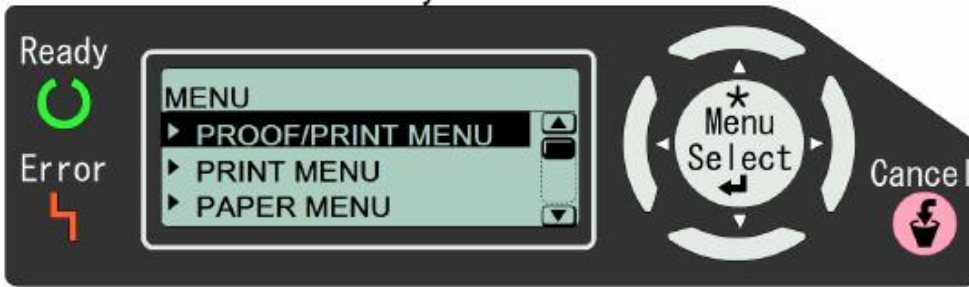 Ready
Error
MENU
PROOF/PRINT MENU
PRINT MENU
PAPER MENU
* Menu
Select
Cancel